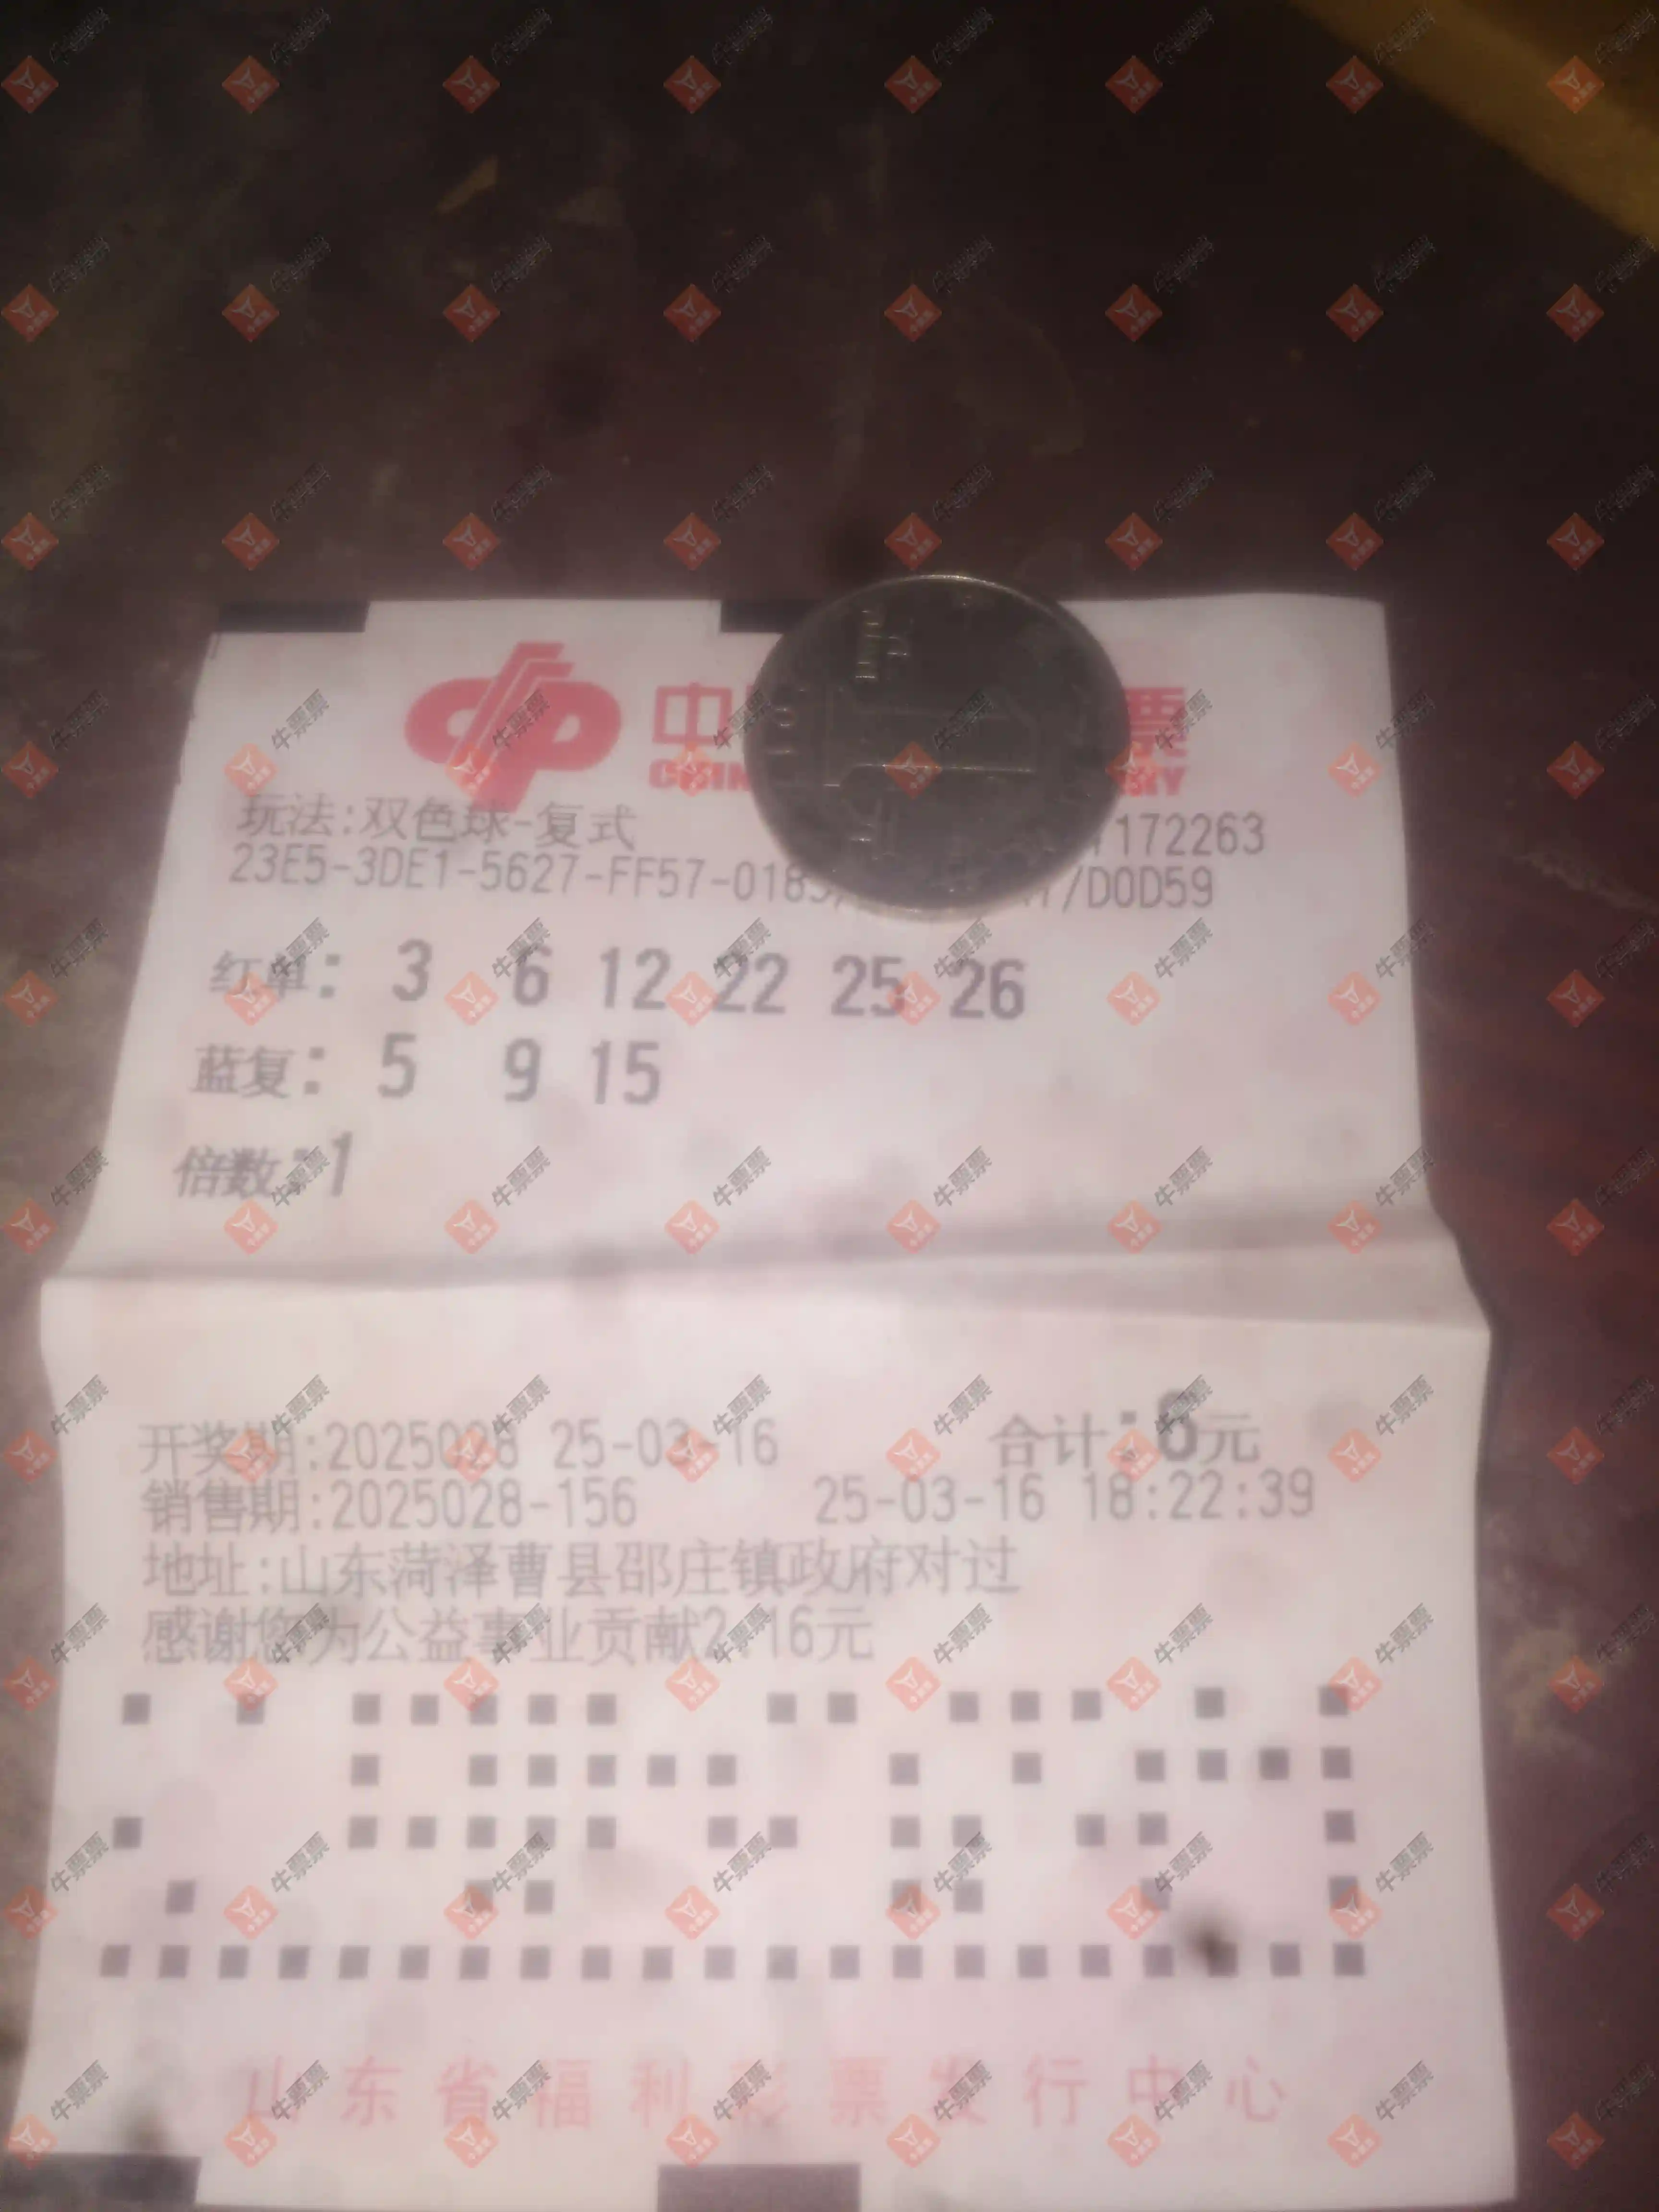 中 票
玩法:双色球-复式 172263
23E5-3DE1-5627-FF57-0185 /D0D59
红单: 3 6 12 22 25 26
蓝复: 5 9 15
倍数:1
开奖期:2025028 25-03-16 合计:6元
销售期:2025028-156 25-03-16 18:22:39
地址:山东菏泽曹县邵庄镇政府对过
感谢您为公益事业贡献2.16元
山东省福利彩票发行中心
牛票票